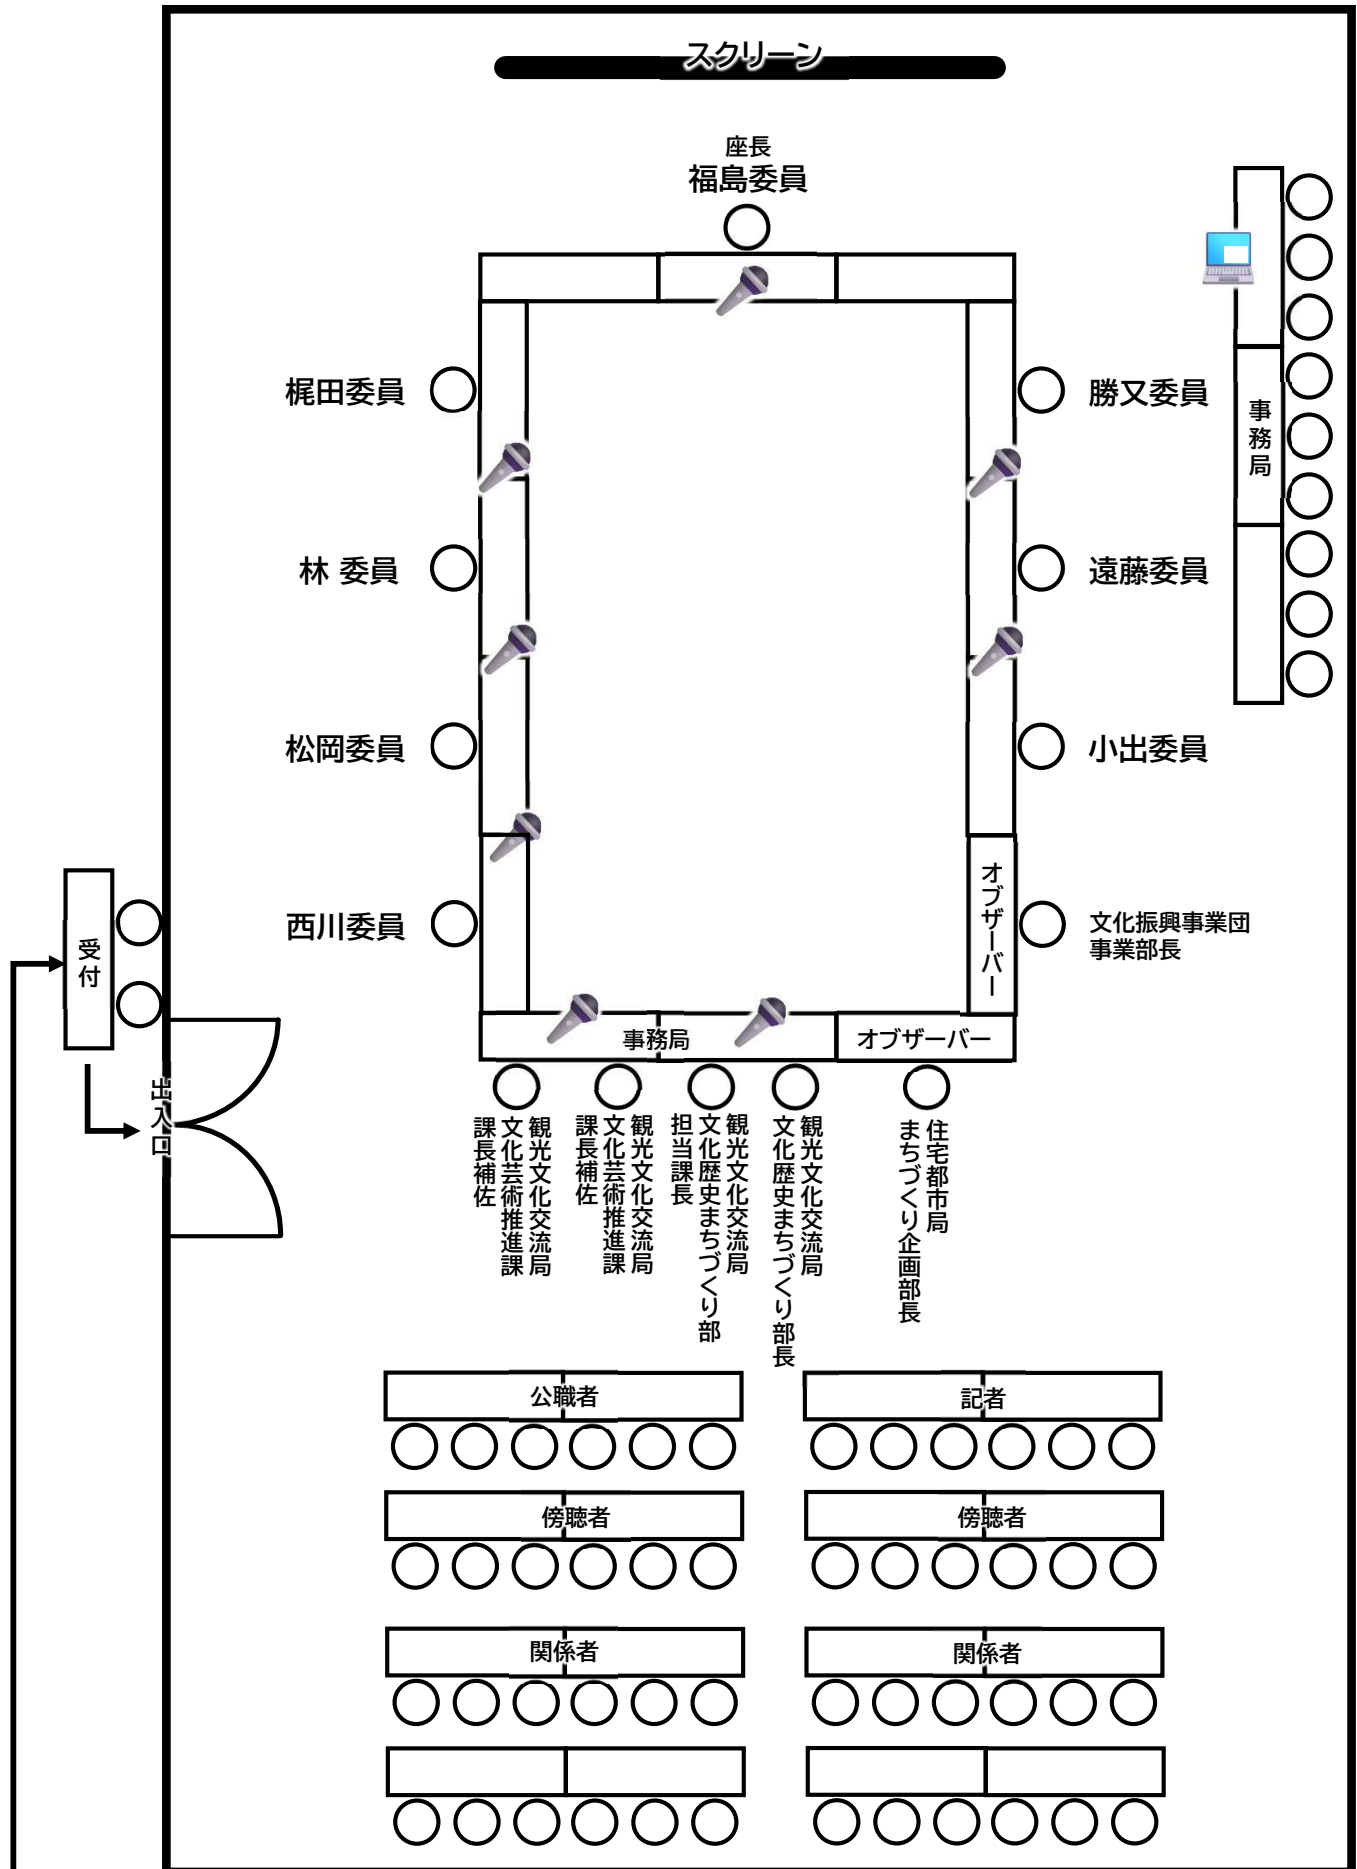 スクリーン
座長
福島委員
梶田委員
勝又委員
事務局
林 委員
遠藤委員
松岡委員
小出委員
オブザーバー
西川委員
文化振興事業団
事業部長
受付
事務局
オブザーバー
出入口
観光文化交流局
文化芸術推進課
課長補佐
観光文化交流局
文化芸術推進課
課長補佐
観光文化交流局
文化歴史まちづくり部
担当課長
観光文化交流局
文化歴史まちづくり部長
住宅都市局
まちづくり企画部長
公職者
記者
傍聴者
傍聴者
関係者
関係者